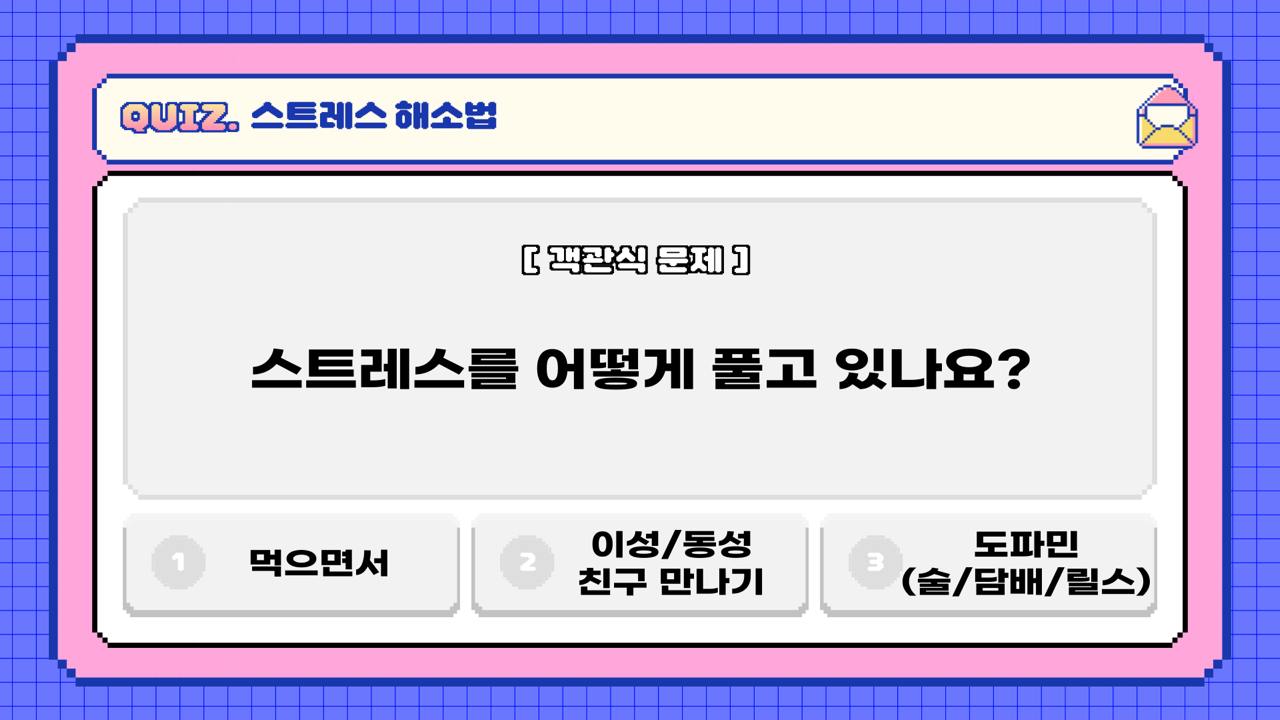 QUIZ. 스트레스 해소법
[ 객관식 문제 ]
스트레스를 어떻게 풀고 있나요?
1 먹으면서
2 이성/동성
친구 만나기
3 도파민
(술/담배/릴스)